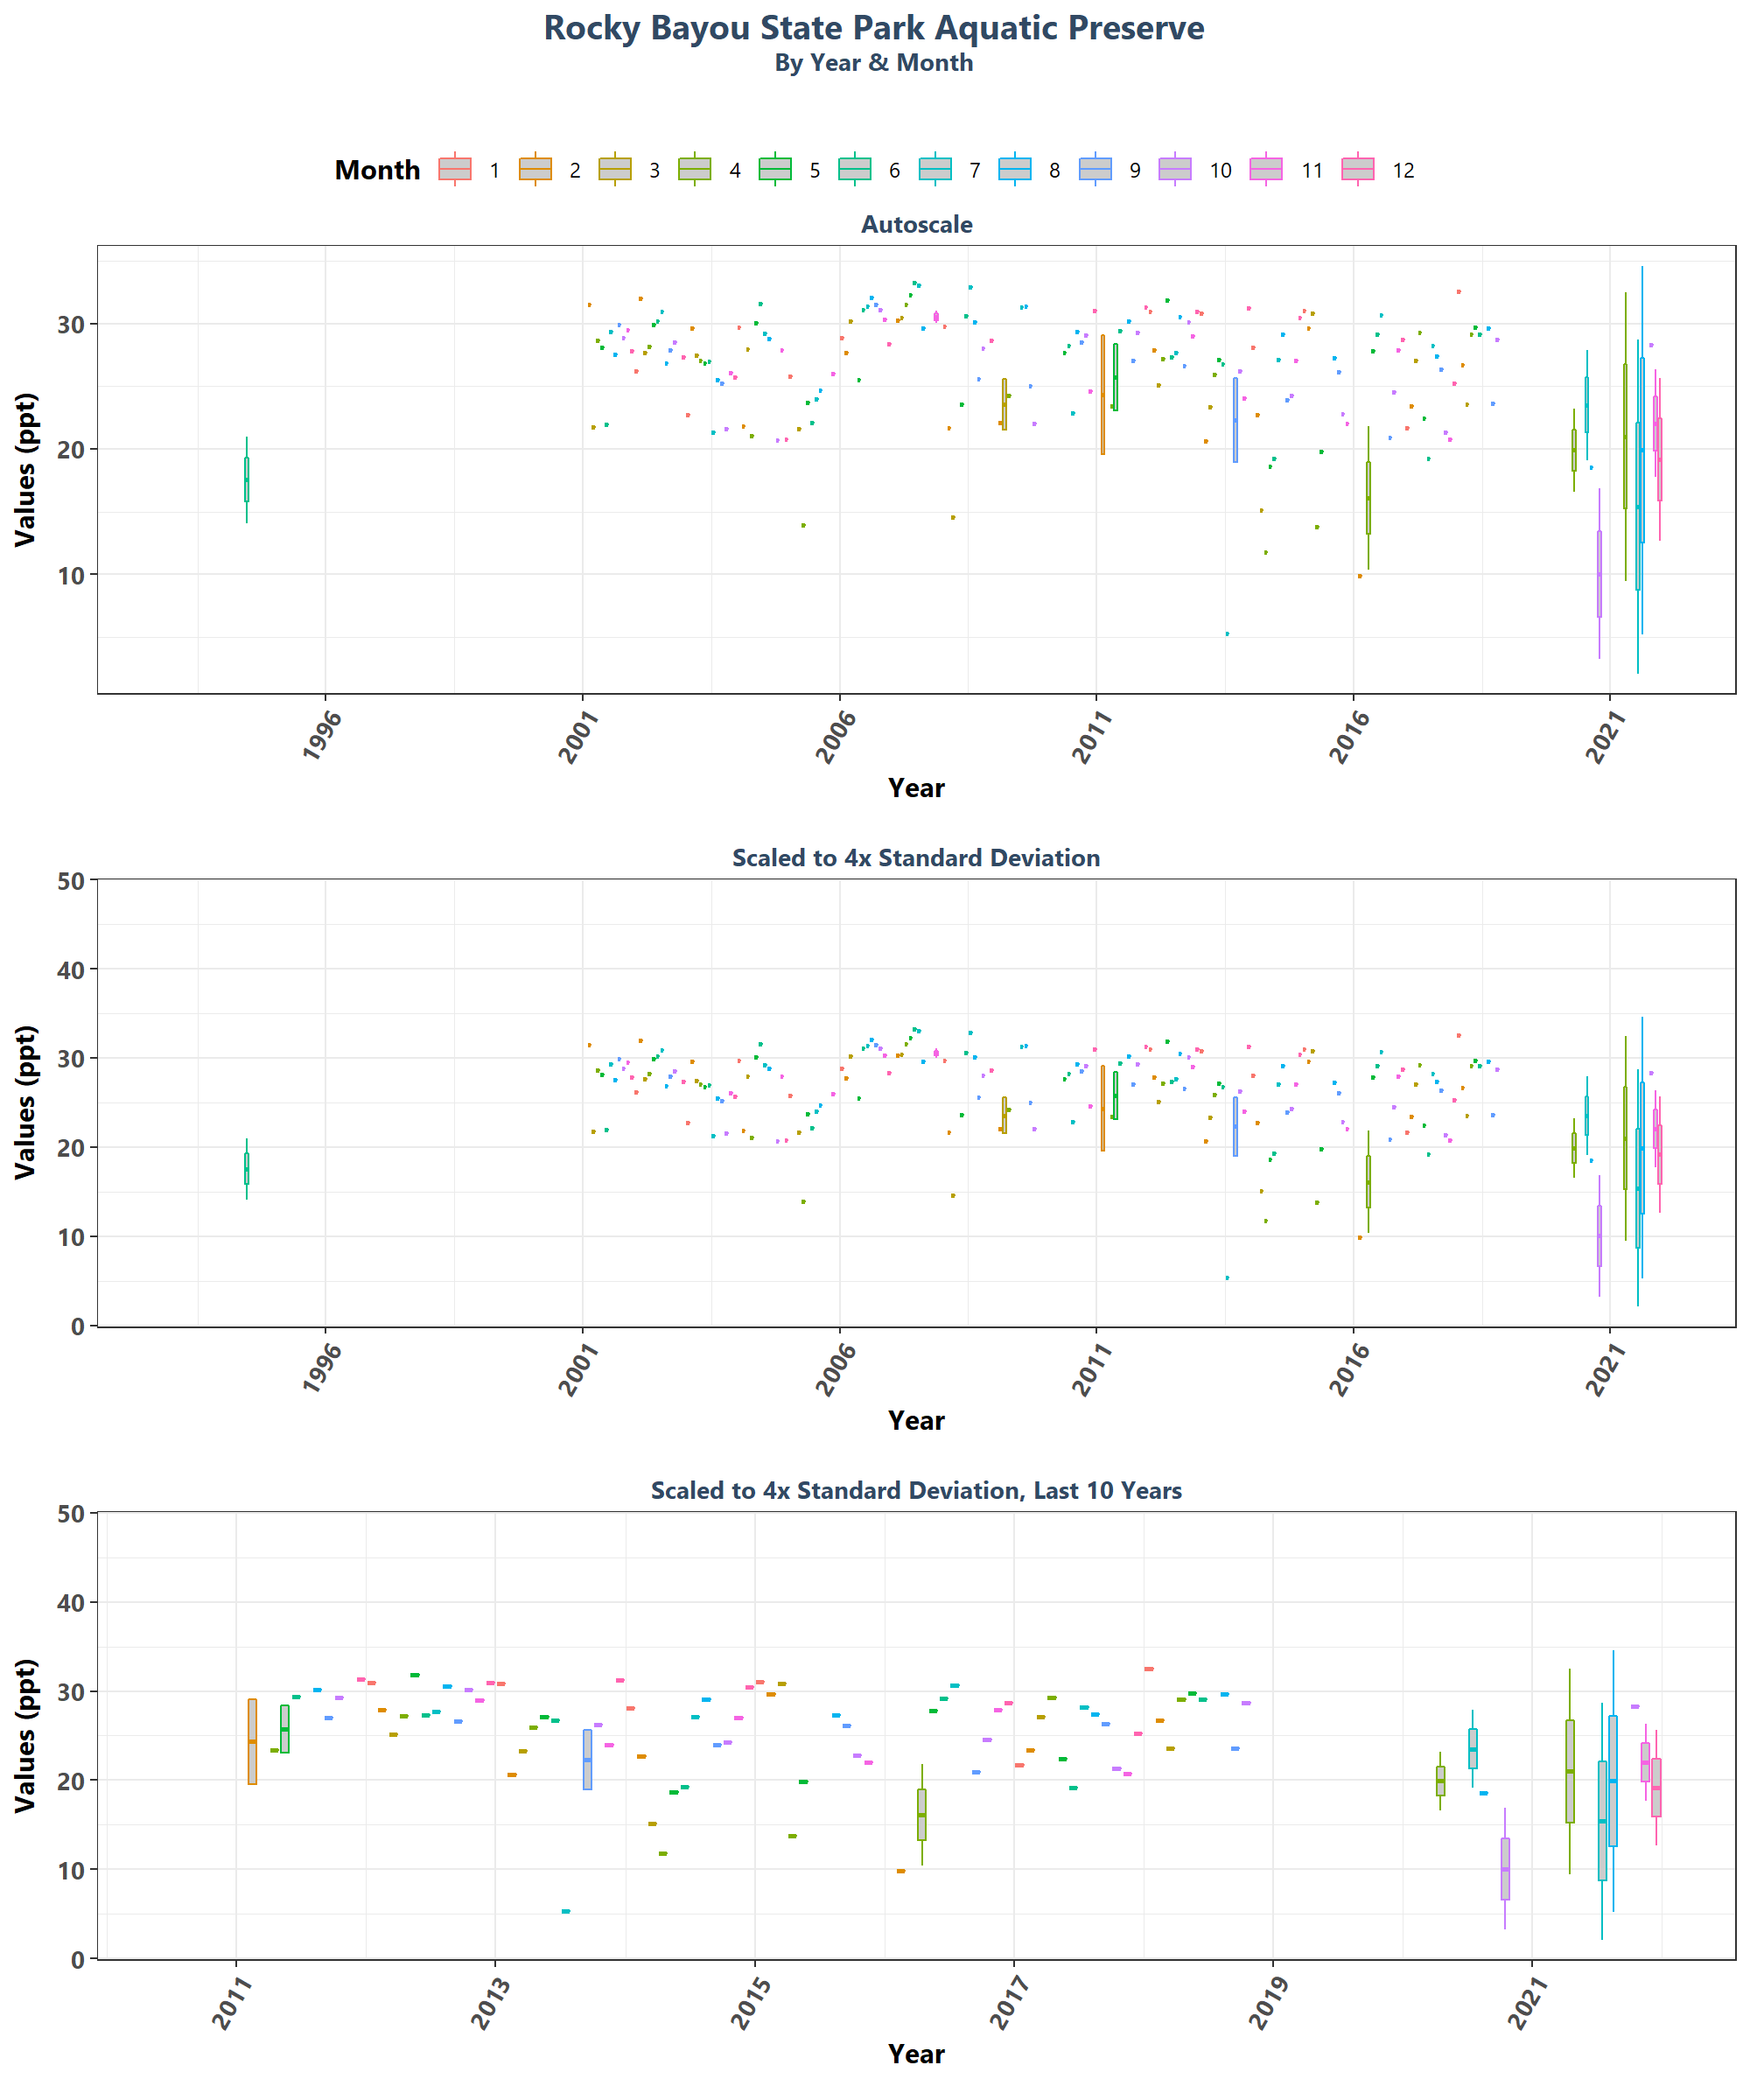 Rocky Bayou State Park Aquatic Preserve
By Year & Month
Month 1 2 3 4 5 6 7 8 9 10 11 12
Autoscale
Values (ppt)
30
20
10
1996 2001 2006 2011 2016 2021
Year
Scaled to 4x Standard Deviation
Values (ppt)
50
40
30
20
10
0
1996 2001 2006 2011 2016 2021
Year
Scaled to 4x Standard Deviation, Last 10 Years
Values (ppt)
50
40
30
20
10
0
2011 2013 2015 2017 2019 2021
Year